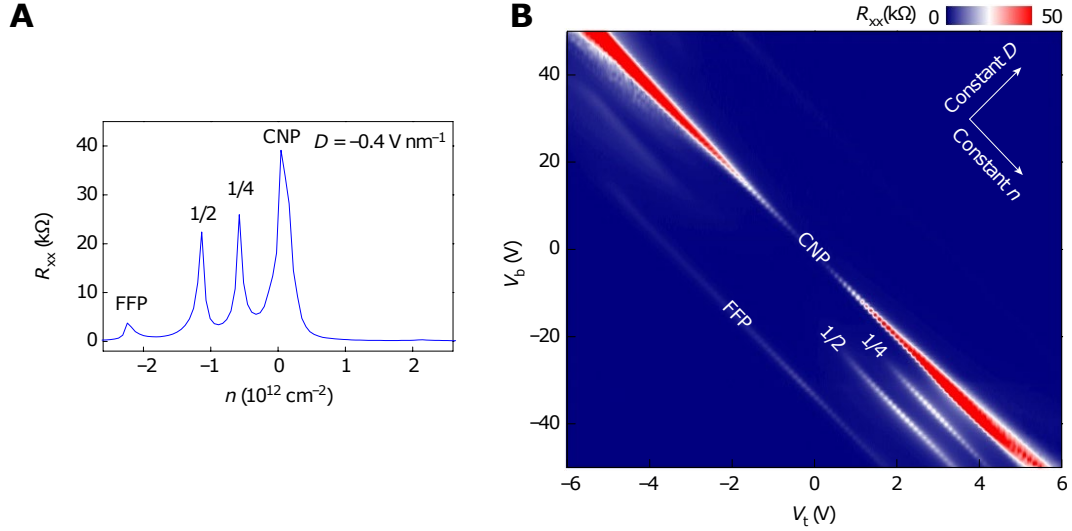 A
D = −0.4 V nm⁻¹
CNP
1/4
1/2
FFP
40
30
20
10
0
Rxx (kΩ)
−2
−1
0
1
2
n (10¹² cm⁻²)
B
Rxx(kΩ) 0 50
Constant D
Constant n
CNP
FFP
1/2
1/4
40
20
0
−20
−40
Vb (V)
−6
−4
−2
0
2
4
6
Vt (V)